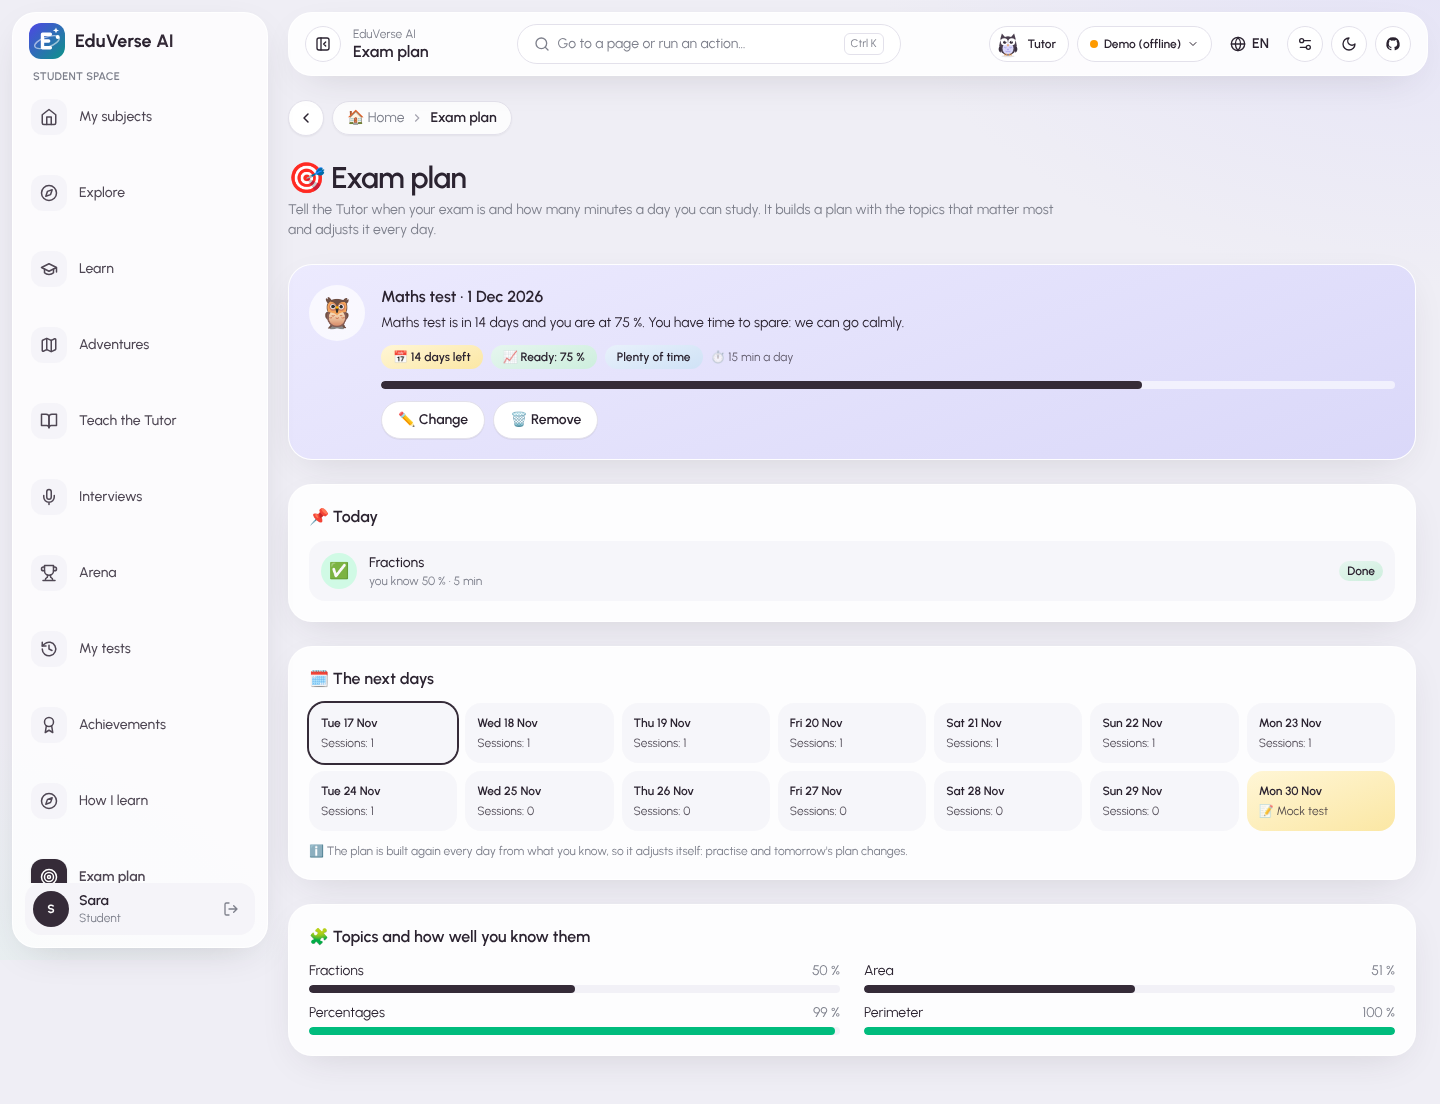 EduVerse AI
STUDENT SPACE
My subjects
Explore
Learn
Adventures
Teach the Tutor
Interviews
Arena
My tests
Achievements
How I learn
Exam plan
S
Sara
Student
EduVerse AI
Exam plan
Go to a page or run an action...
Ctrl K
Tutor
Demo (offline)
EN
Home
Exam plan
Exam plan
Tell the Tutor when your exam is and how many minutes a day you can study. It builds a plan with the topics that matter most
and adjusts it every day.
Maths test · 1 Dec 2026
Maths test is in 14 days and you are at 75 %. You have time to spare: we can go calmly.
14 days left
Ready: 75 %
Plenty of time
15 min a day
Change
Remove
Today
Fractions
you know 50 % · 5 min
Done
The next days
Tue 17 Nov
Sessions: 1
Wed 18 Nov
Sessions: 1
Thu 19 Nov
Sessions: 1
Fri 20 Nov
Sessions: 1
Sat 21 Nov
Sessions: 1
Sun 22 Nov
Sessions: 1
Mon 23 Nov
Sessions: 1
Tue 24 Nov
Sessions: 1
Wed 25 Nov
Sessions: 0
Thu 26 Nov
Sessions: 0
Fri 27 Nov
Sessions: 0
Sat 28 Nov
Sessions: 0
Sun 29 Nov
Sessions: 0
Mon 30 Nov
Mock test
The plan is built again every day from what you know, so it adjusts itself: practise and tomorrow's plan changes.
Topics and how well you know them
Fractions
50 %
Area
51 %
Percentages
99 %
Perimeter
100 %